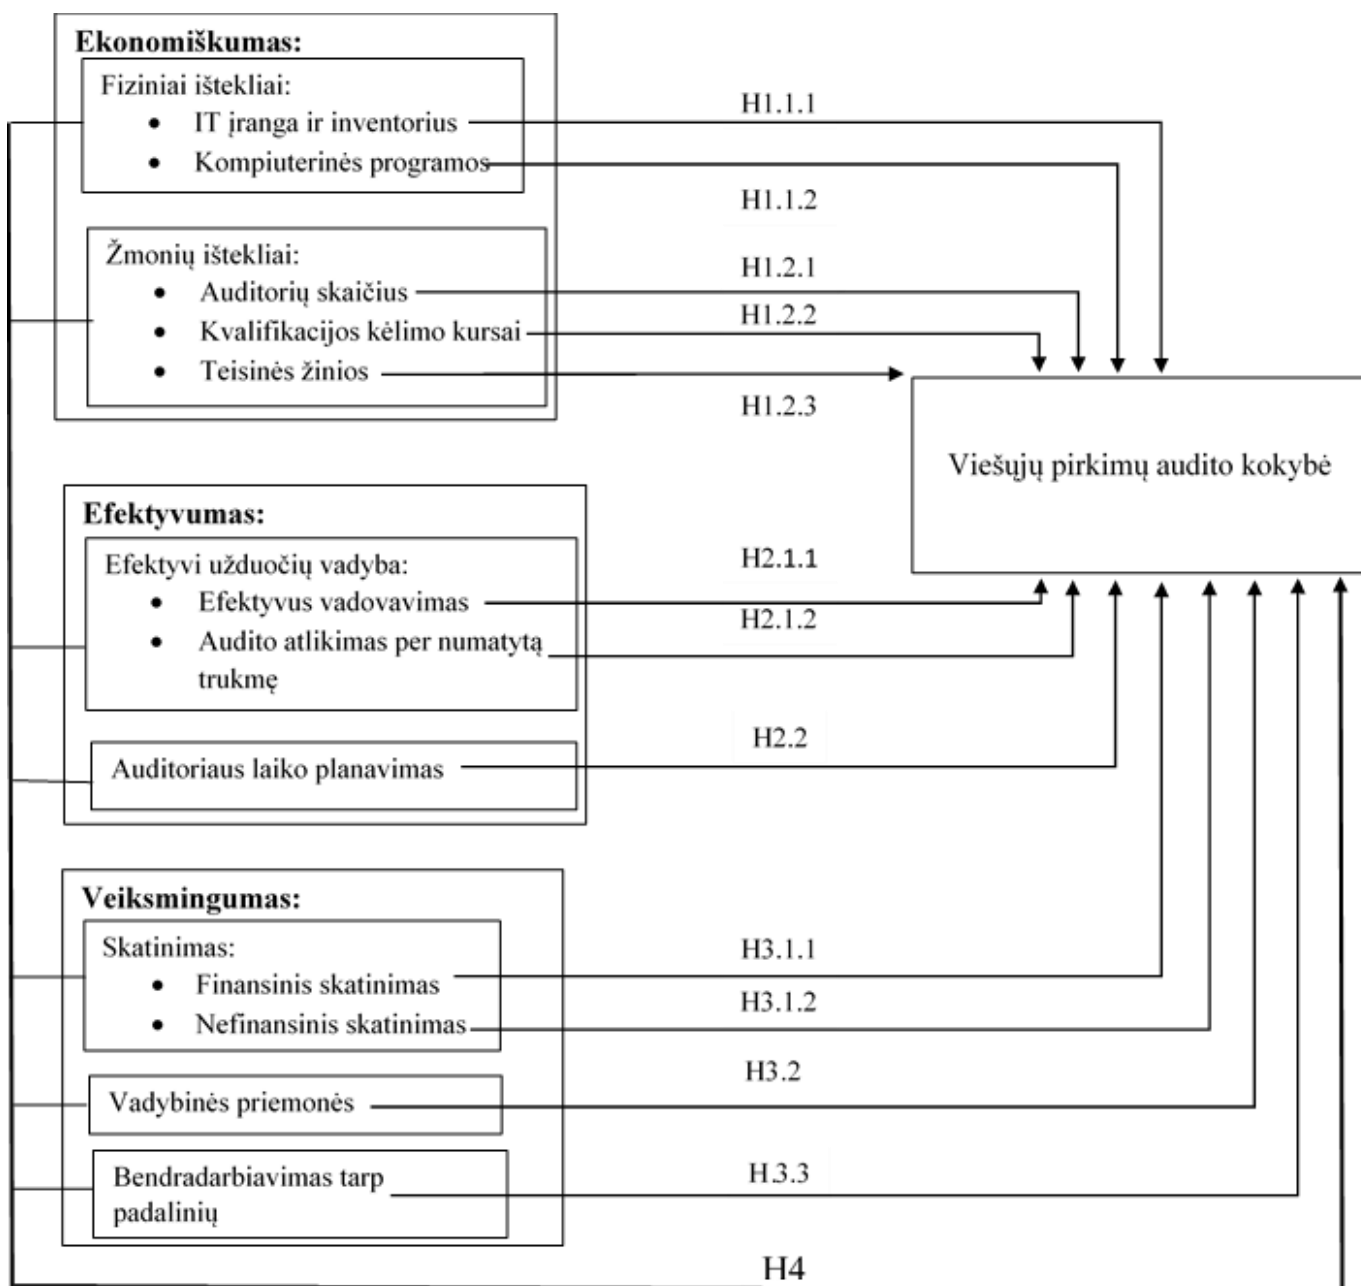 Ekonomiškumas:
Fiziniai ištekliai:
• IT įranga ir inventorius
• Kompiuterinės programos
H1.1.1
H1.1.2
Žmonių ištekliai:
• Auditorių skaičius
• Kvalifikacijos kėlimo kursai
• Teisinės žinios
H1.2.1
H1.2.2
H1.2.3
Viešųjų pirkimų audito kokybė
Efektyvumas:
Efektyvi užduočių vadyba:
• Efektyvus vadovavimas
• Audito atlikimas per numatytą
trukmę
H2.1.1
H2.1.2
Auditoriaus laiko planavimas
H2.2
Veiksmingumas:
Skatinimas:
• Finansinis skatinimas
• Nefinansinis skatinimas
H3.1.1
H3.1.2
Vadybinės priemonės
H3.2
Bendradarbiavimas tarp
padalinių
H.3.3
H4